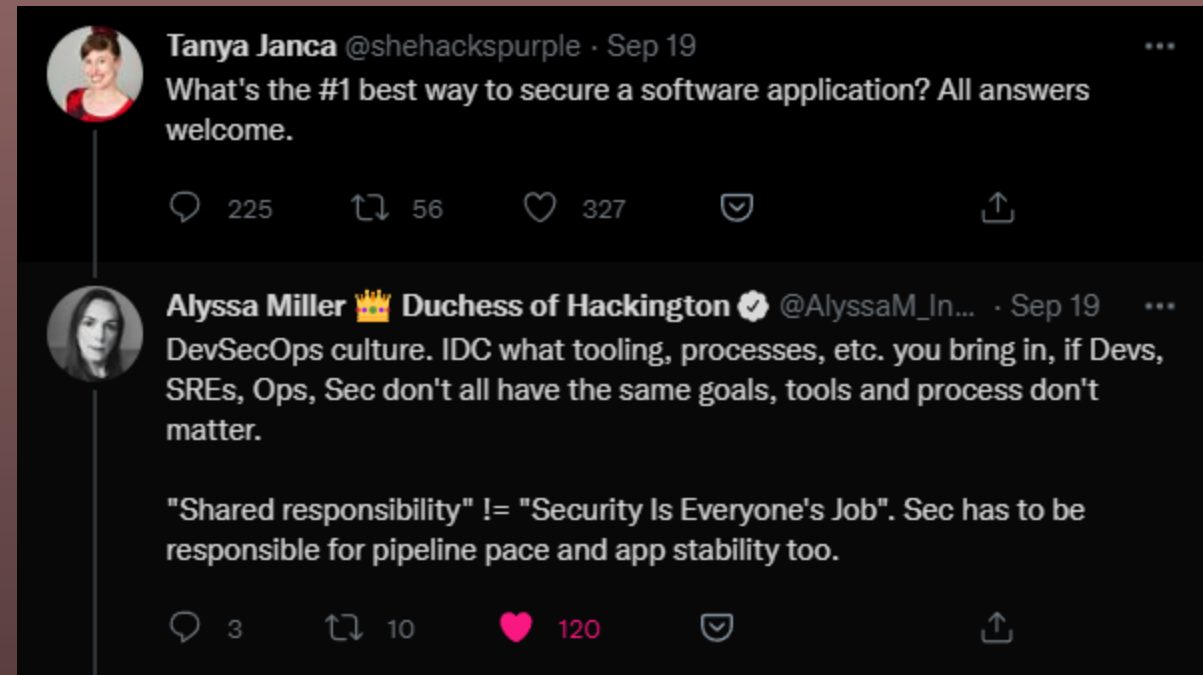 Tanya Janca @shehackspurple · Sep 19
What's the #1 best way to secure a software application? All answers
welcome.
225 56 327
Alyssa Miller 👑 Duchess of Hackington @AlyssaM_In... · Sep 19
DevSecOps culture. IDC what tooling, processes, etc. you bring in, if Devs,
SREs, Ops, Sec don't all have the same goals, tools and process don't
matter.
"Shared responsibility" != "Security Is Everyone's Job". Sec has to be
responsible for pipeline pace and app stability too.
3 10 120